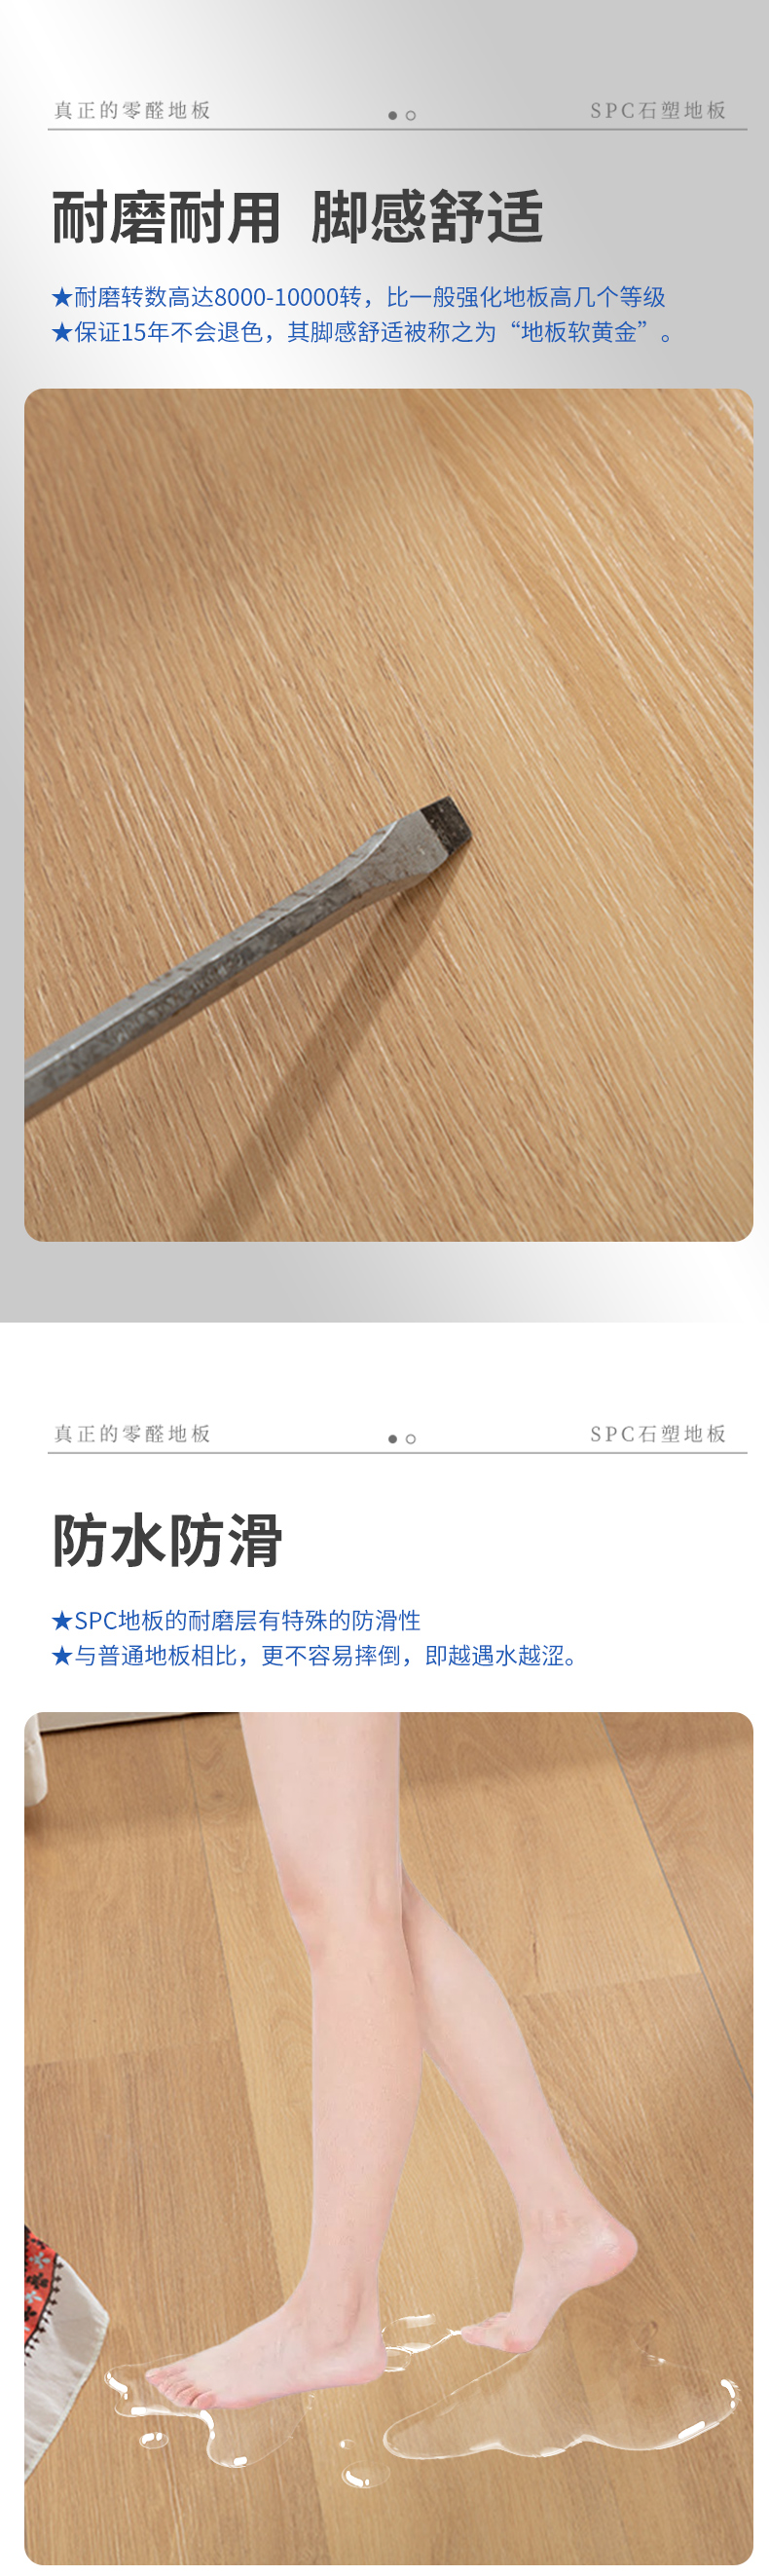 真正的零醛地板
SPC石塑地板
耐磨耐用 脚感舒适
★耐磨转数高达8000-10000转，比一般强化地板高几个等级
★保证15年不会退色，其脚感舒适被称之为“地板软黄金”。
真正的零醛地板
SPC石塑地板
防水防滑
★SPC地板的耐磨层有特殊的防滑性
★与普通地板相比，更不容易摔倒，即越遇水越涩。